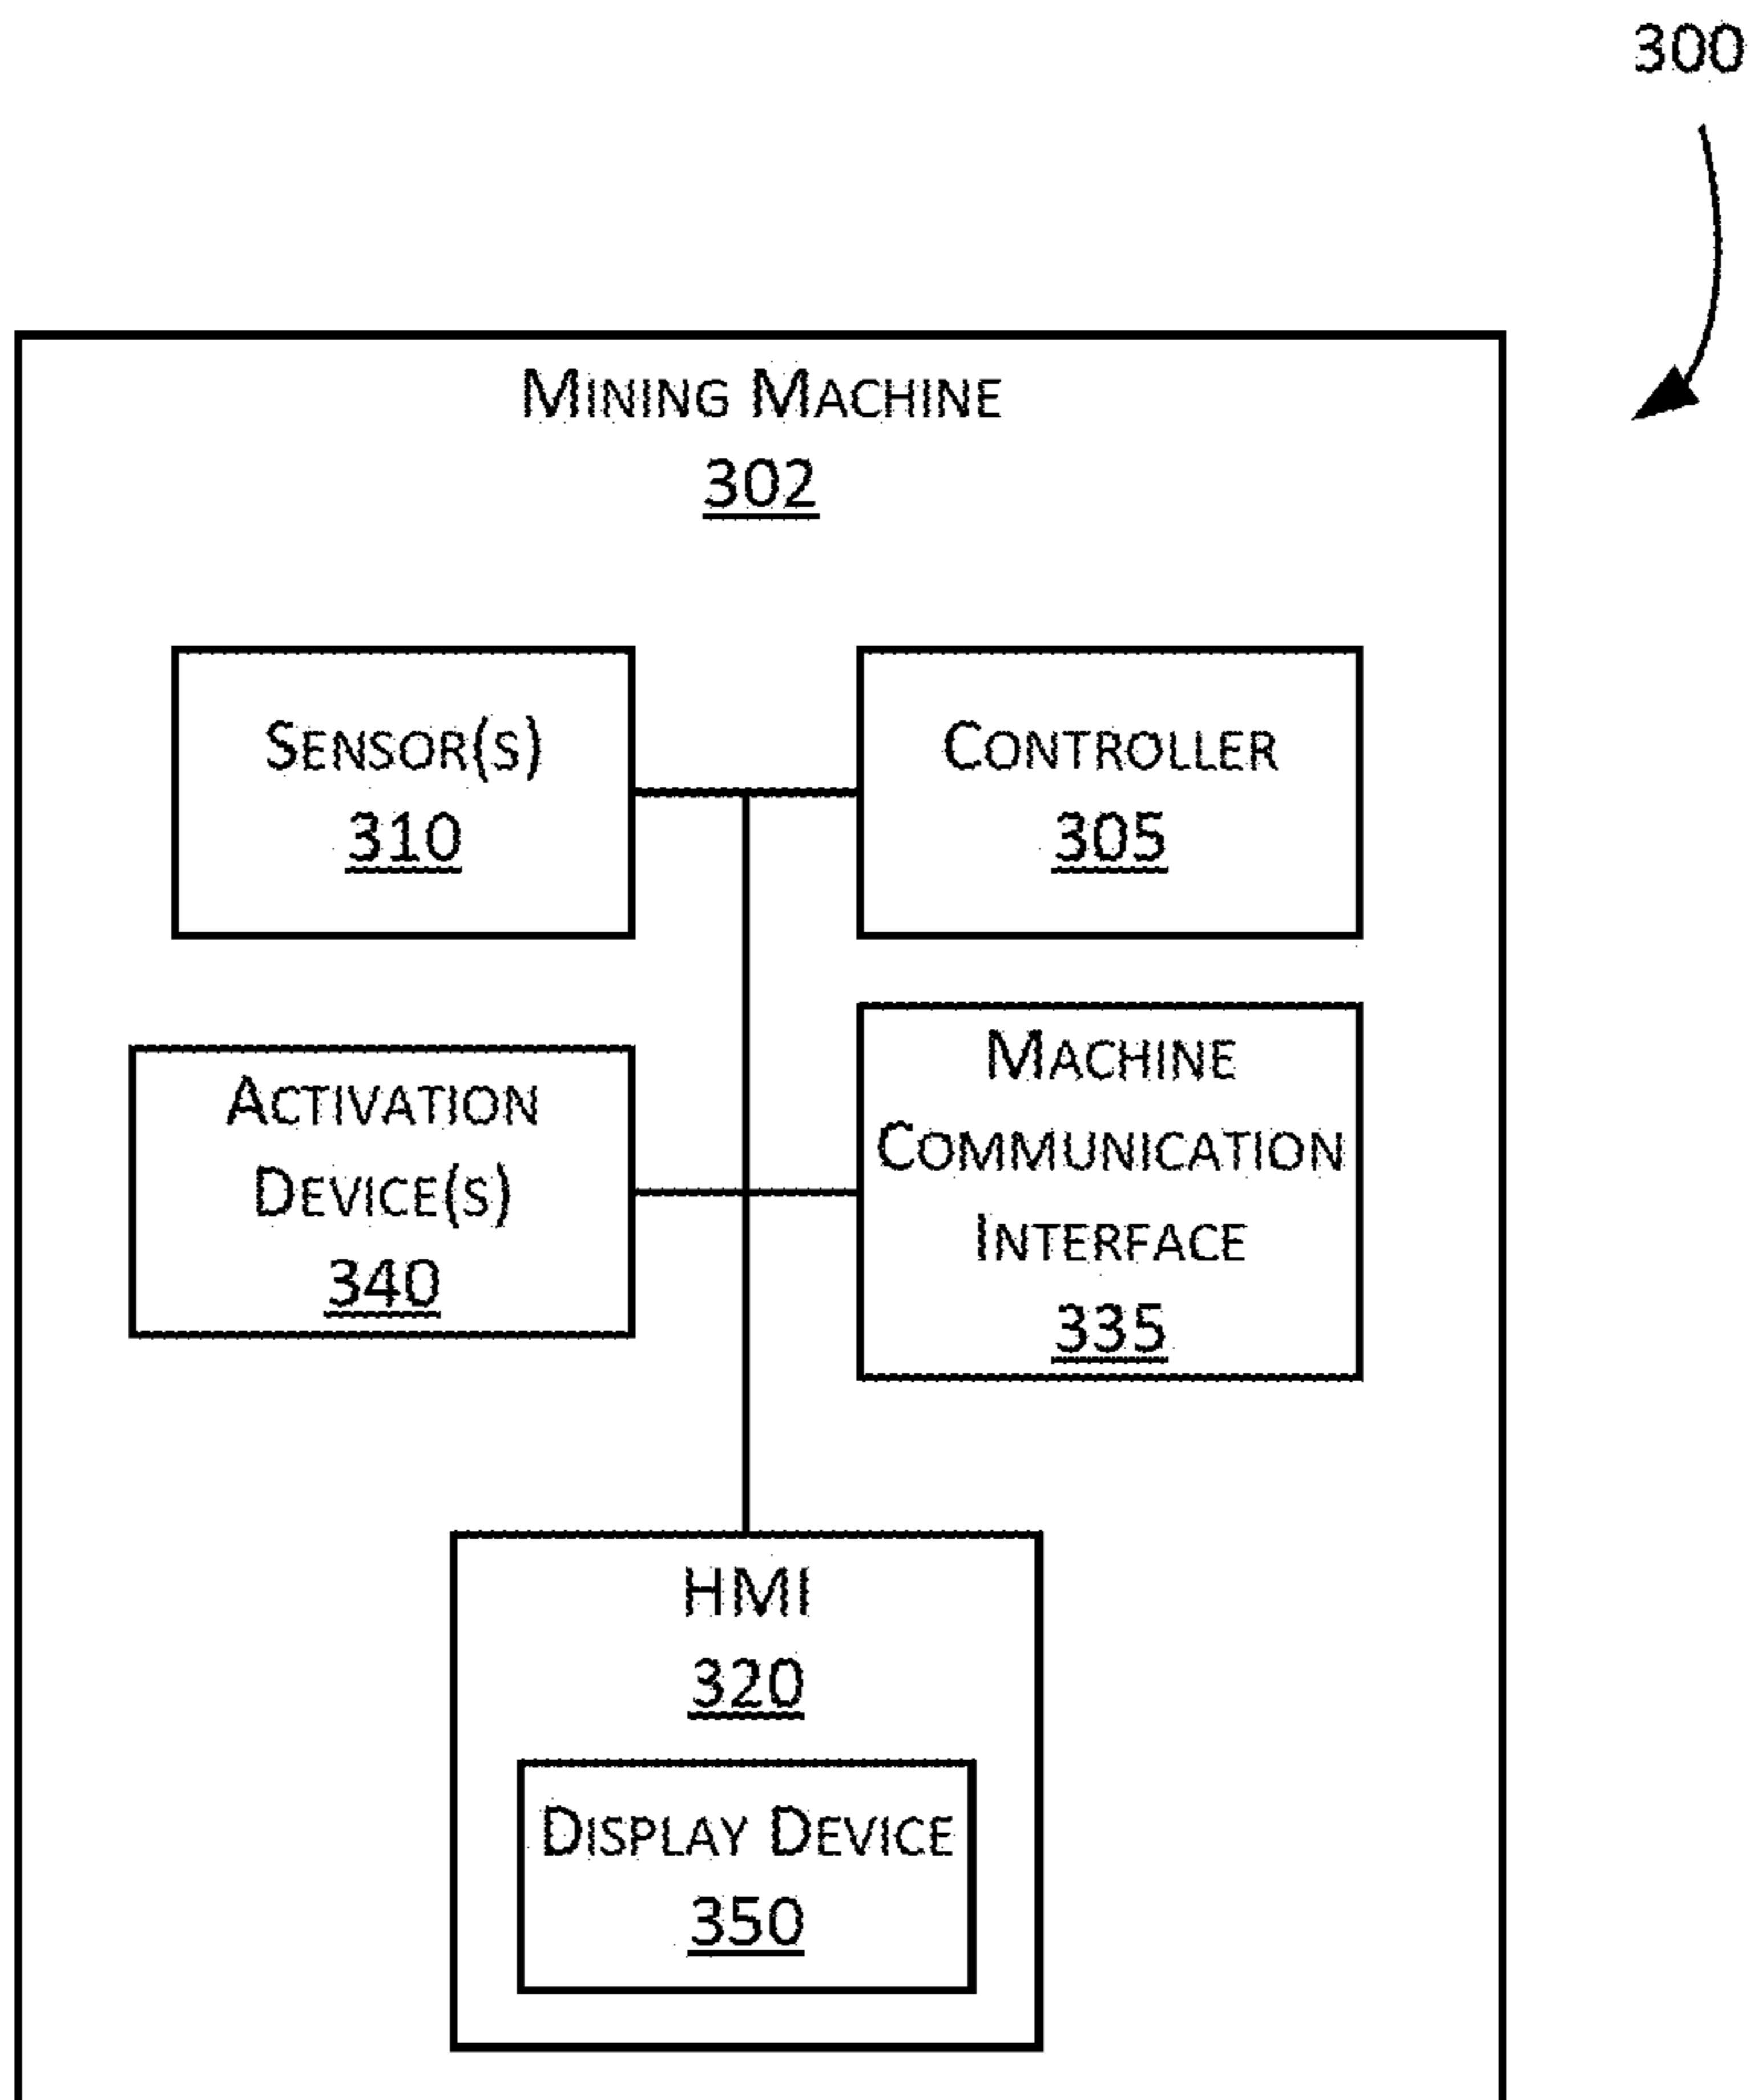 300
Mining Machine
302
Sensor(s)
310
Controller
305
Activation
Device(s)
340
Machine
Communication
Interface
335
HMI
320
Display Device
350